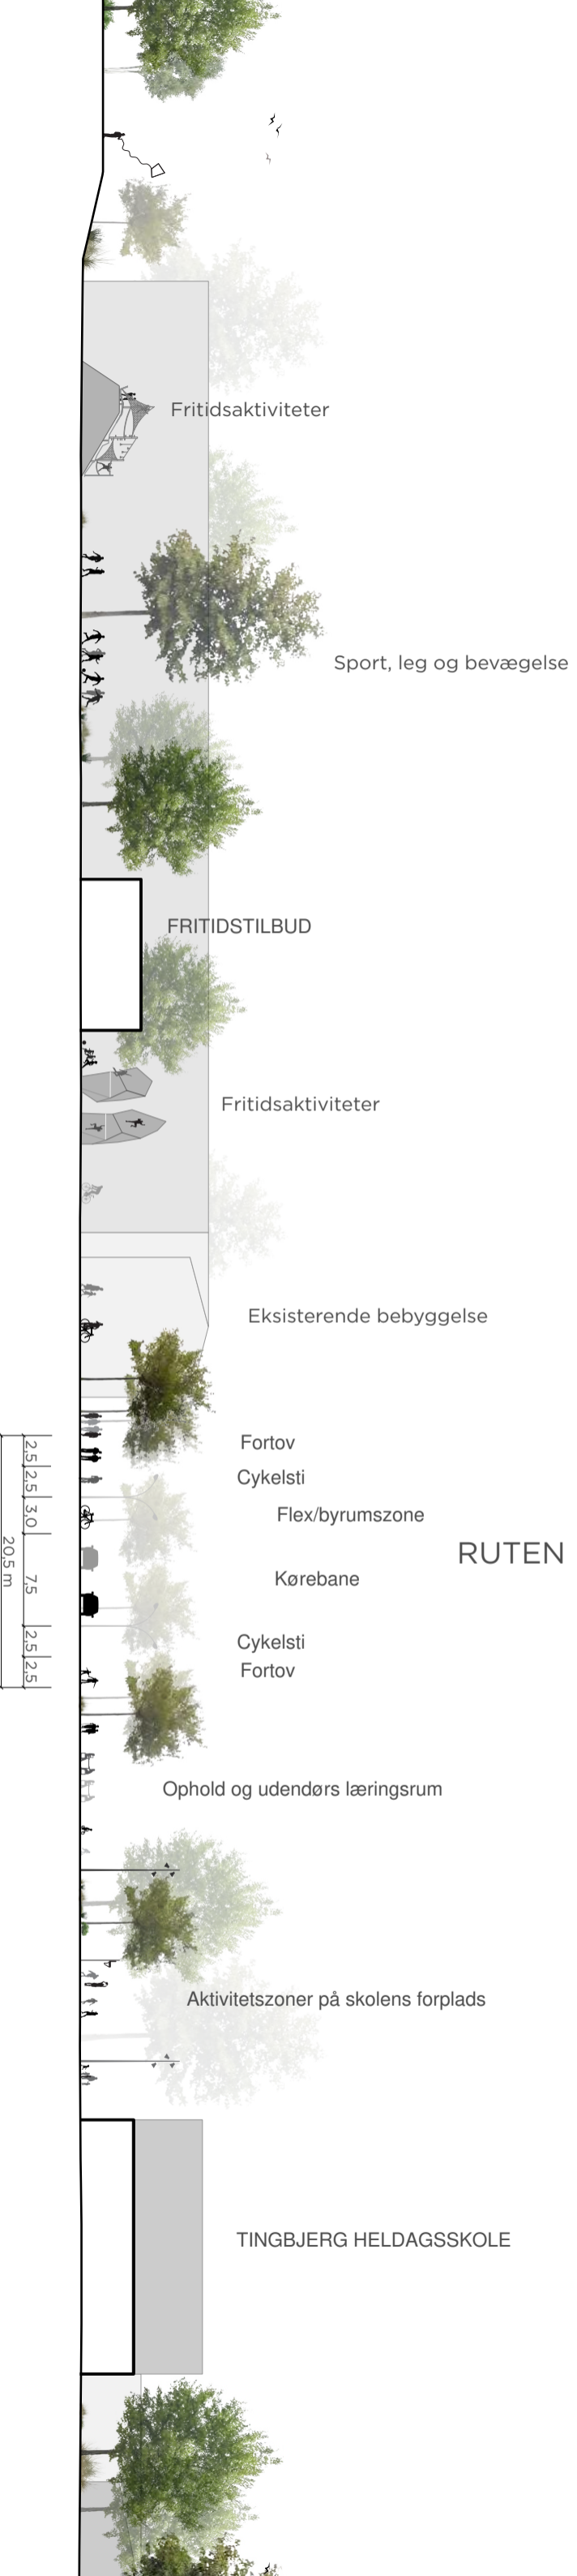 Fritidsaktiviteter
Sport, leg og bevægelse
FRITIDSTILBUD
Fritidsaktiviteter
Eksisterende bebyggelse
Fortov
Cykelsti
Flex/byrumszone
RUTEN
Kørebane
Cykelsti
Fortov
2,5
2,5
3,0
7,5
2,5
2,5
20,5 m
Ophold og udendørs læringsrum
Aktivitetszoner på skolens forplads
TINGBJERG HELDAGSSKOLE